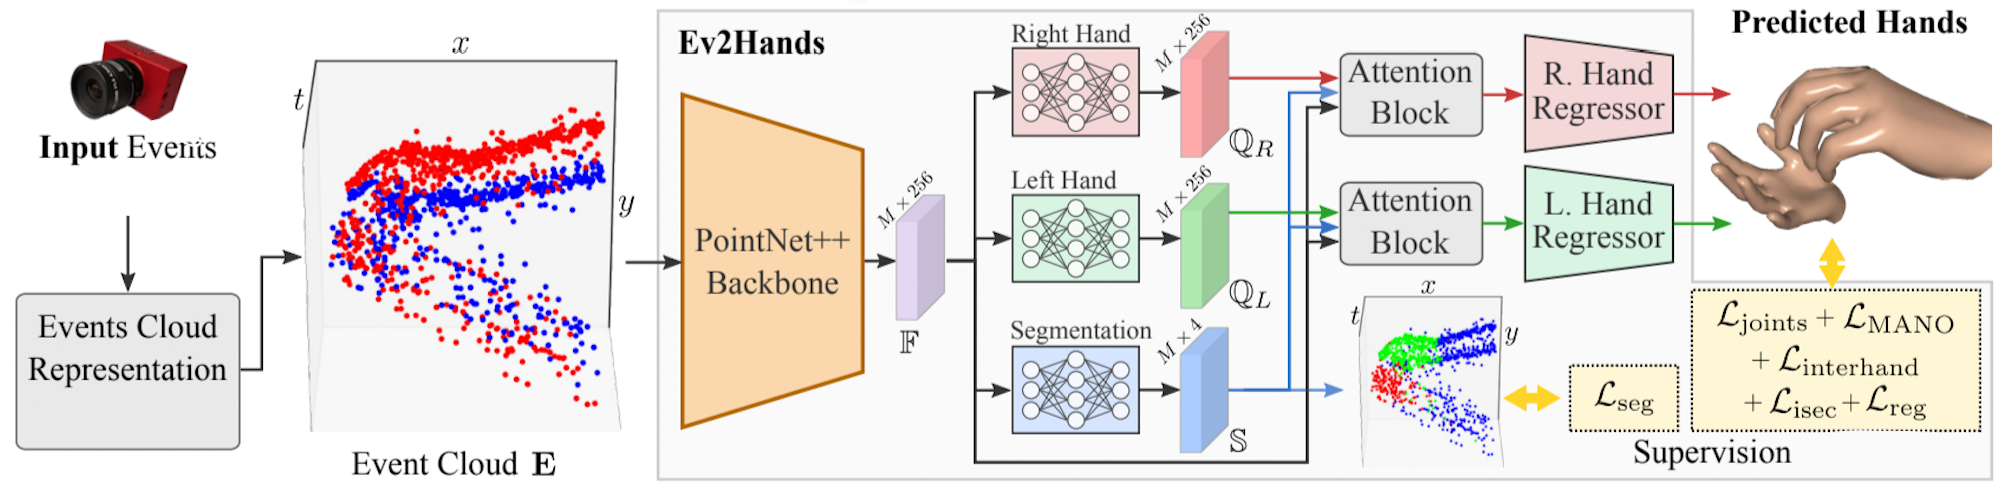 Input Events
Events Cloud
Representation
x
t
y
Event Cloud E
Ev2Hands
PointNet++
Backbone
M × 256
𝔽
Right Hand
M × 256
ℚR
Left Hand
M × 256
ℚL
Segmentation
M × 4
𝕊
Attention
Block
R. Hand
Regressor
Attention
Block
L. Hand
Regressor
x
t
y
Predicted Hands
ℒseg
ℒjoints + ℒMANO
+ ℒinterhand
+ ℒisec + ℒreg
Supervision